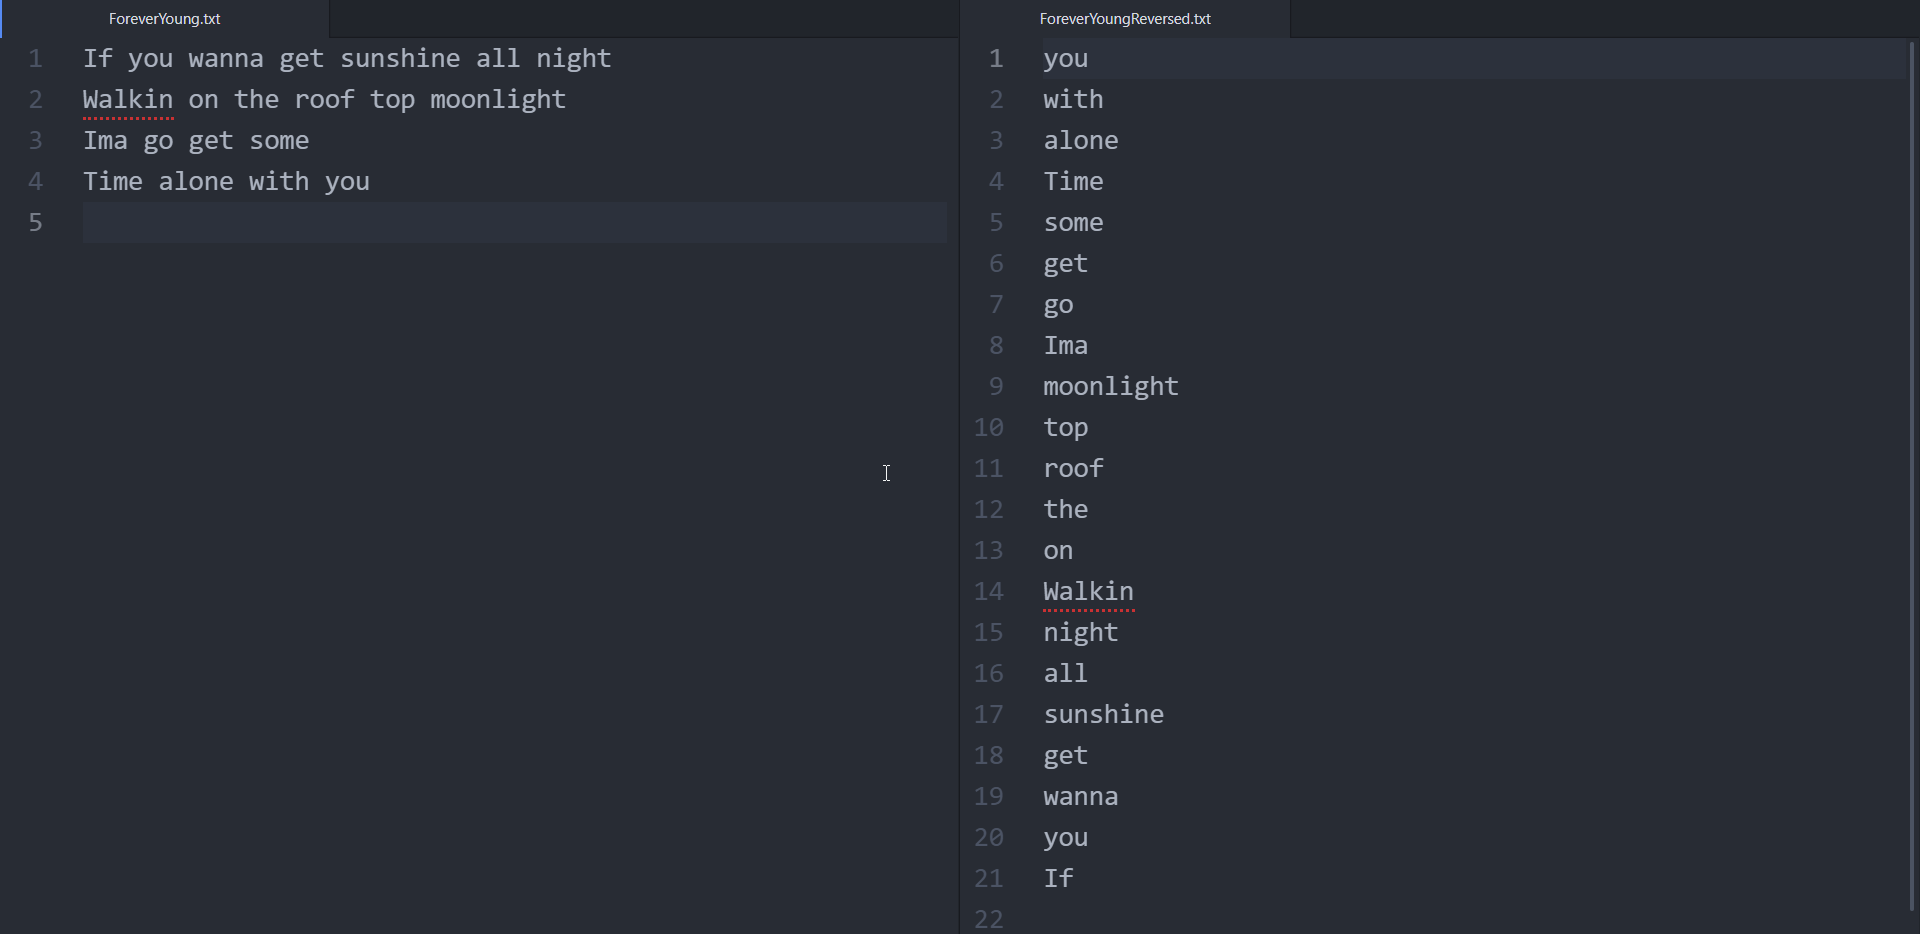 ForeverYoung.txt
1 If you wanna get sunshine all night
2 Walkin on the roof top moonlight
3 Ima go get some
4 Time alone with you
5
ForeverYoungReversed.txt
1 you
2 with
3 alone
4 Time
5 some
6 get
7 go
8 Ima
9 moonlight
10 top
11 roof
12 the
13 on
14 Walkin
15 night
16 all
17 sunshine
18 get
19 wanna
20 you
21 If
22